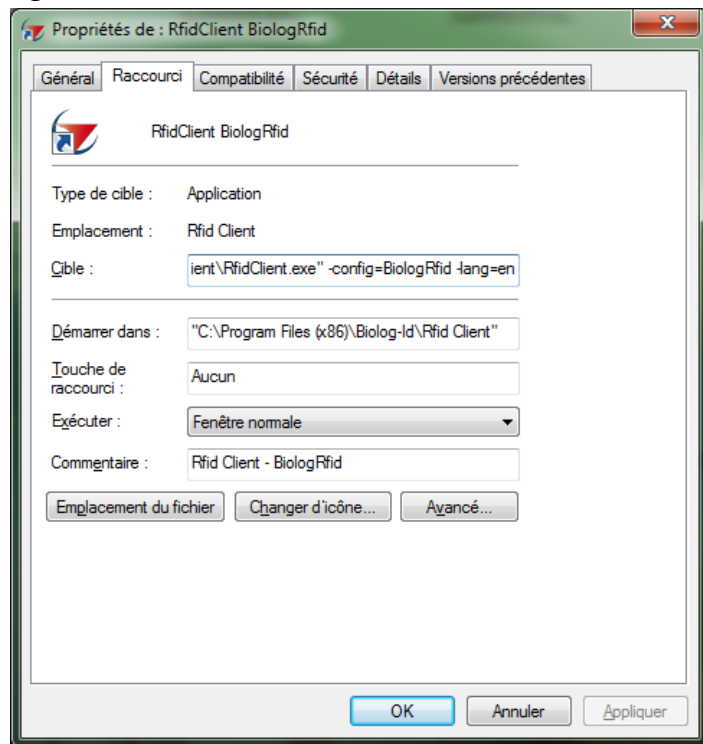 Propriétés de : RfidClient BiologRfid
Général Raccourci Compatibilité Sécurité Détails Versions précédentes
RfidClient BiologRfid
Type de cible : Application
Emplacement : Rfid Client
Cible : ient\RfidClient.exe" -config=BiologRfid -lang=en
Démarrer dans : "C:\Program Files (x86)\Biolog-Id\Rfid Client"
Touche de
raccourci : Aucun
Exécuter : Fenêtre normale
Commentaire : Rfid Client - BiologRfid
Emplacement du fichier Changer d'icône... Avancé...
OK Annuler Appliquer